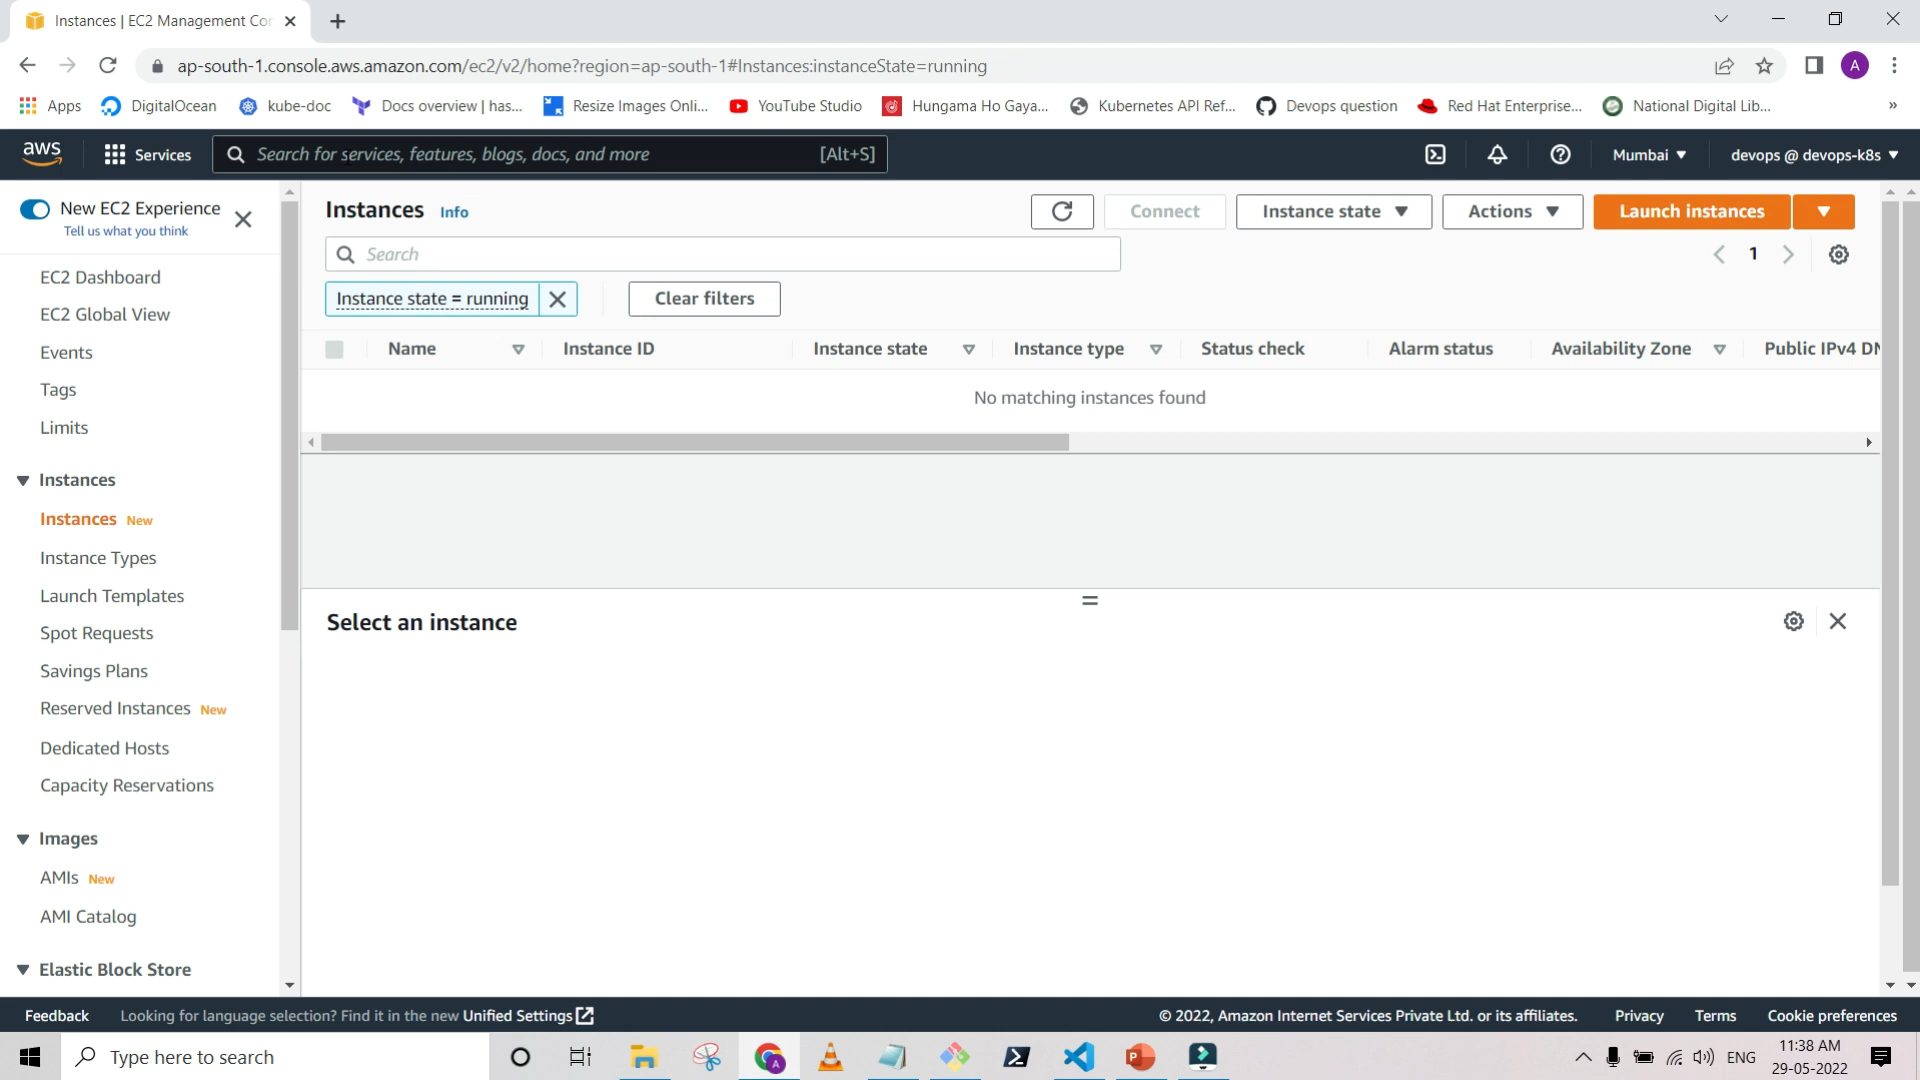 Instances | EC2 Management Con
ap-south-1.console.aws.amazon.com/ec2/v2/home?region=ap-south-1#Instances:instanceState=running
A
Apps
DigitalOcean
kube-doc
Docs overview | has...
Resize Images Onli...
YouTube Studio
Hungama Ho Gaya...
Kubernetes API Ref...
Devops question
Red Hat Enterprise...
National Digital Lib...
»
aws
Services
Search for services, features, blogs, docs, and more
[Alt+S]
Mumbai
devops @ devops-k8s
New EC2 Experience
Tell us what you think
EC2 Dashboard
EC2 Global View
Events
Tags
Limits
Instances
Instances New
Instance Types
Launch Templates
Spot Requests
Savings Plans
Reserved Instances New
Dedicated Hosts
Capacity Reservations
Images
AMIs New
AMI Catalog
Elastic Block Store
Instances Info
Connect
Instance state
Actions
Launch instances
Search
1
Instance state = running
Clear filters
Name
Instance ID
Instance state
Instance type
Status check
Alarm status
Availability Zone
Public IPv4 DN
No matching instances found
Select an instance
Feedback
Looking for language selection? Find it in the new Unified Settings
© 2022, Amazon Internet Services Private Ltd. or its affiliates.
Privacy
Terms
Cookie preferences
Type here to search
ENG
11:38 AM
29-05-2022